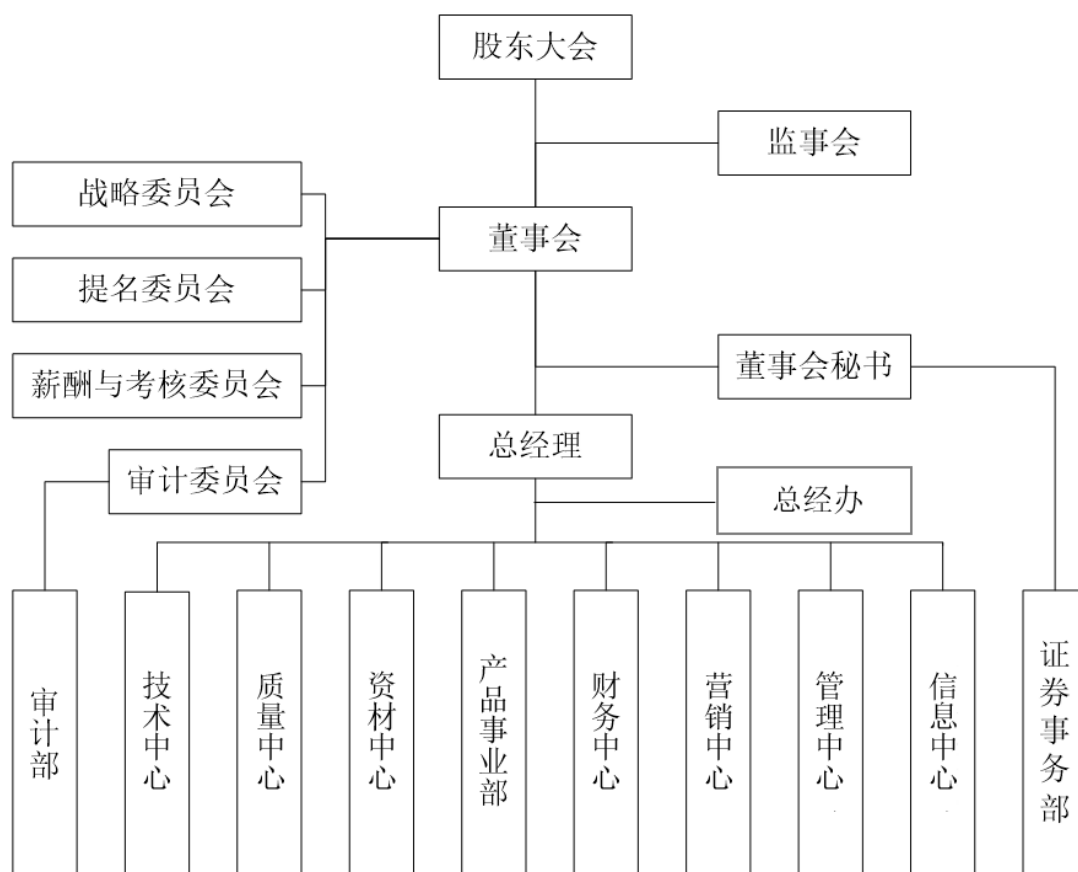 股东大会
监事会
战略委员会
董事会
提名委员会
董事会秘书
薪酬与考核委员会
总经理
审计委员会
总经办
审计部
技术中心
质量中心
资材中心
产品事业部
财务中心
营销中心
管理中心
信息中心
证券事务部